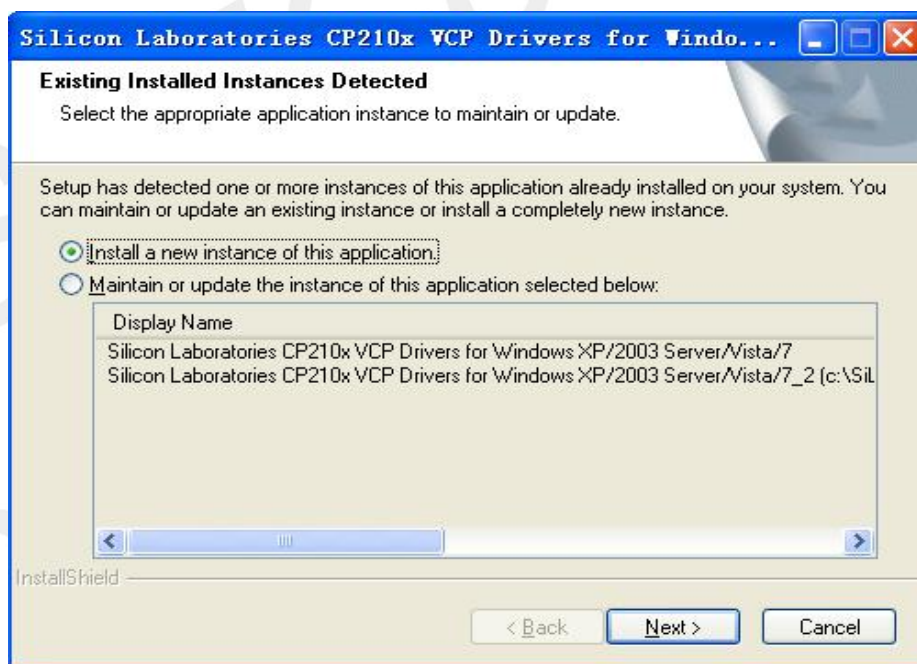 Silicon Laboratories CP210x VCP Drivers for Windo...
Existing Installed Instances Detected
Select the appropriate application instance to maintain or update.
Setup has detected one or more instances of this application already installed on your system. You
can maintain or update an existing instance or install a completely new instance.
Install a new instance of this application.
Maintain or update the instance of this application selected below:
Display Name
Silicon Laboratories CP210x VCP Drivers for Windows XP/2003 Server/Vista/7
Silicon Laboratories CP210x VCP Drivers for Windows XP/2003 Server/Vista/7_2 (c:\SiL
InstallShield
< Back
Next >
Cancel